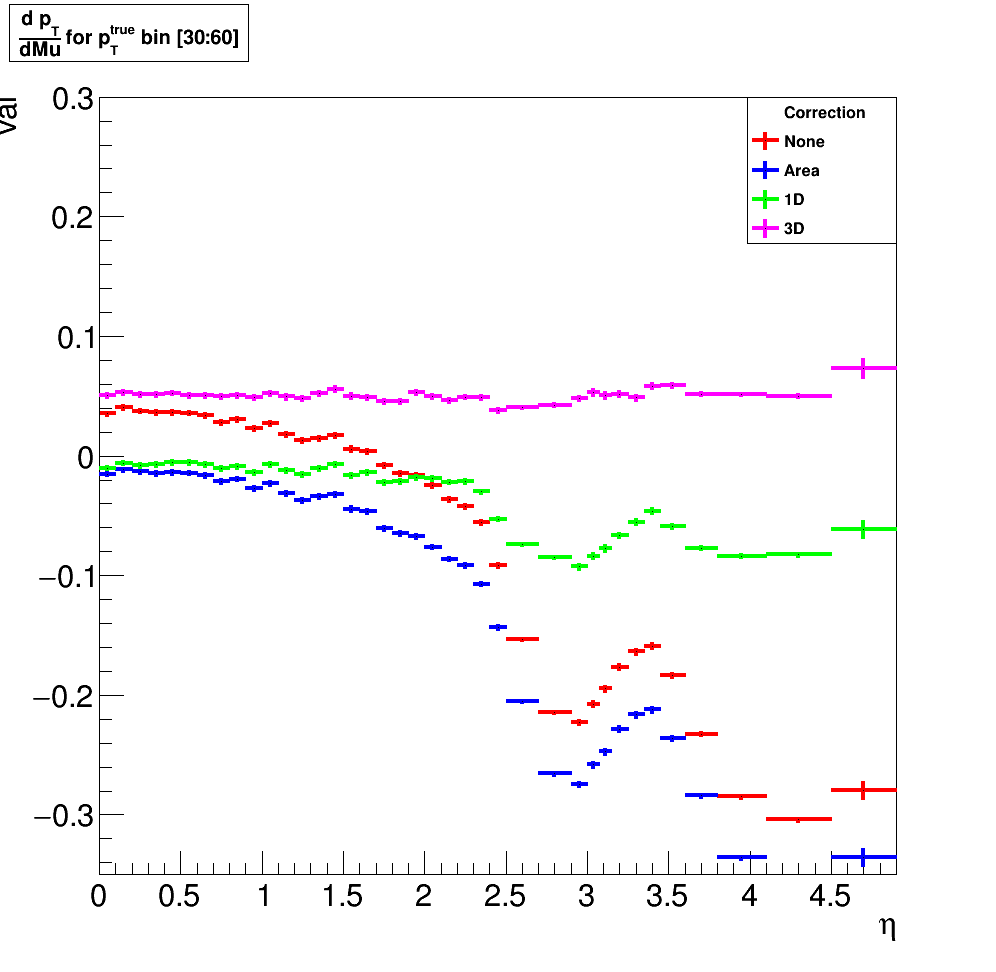 d p_T
dMu for p_T^true bin [30:60]
val
0.3
0.2
0.1
0
−0.1
−0.2
−0.3
Correction
None
Area
1D
3D
0 0.5 1 1.5 2 2.5 3 3.5 4 4.5
η